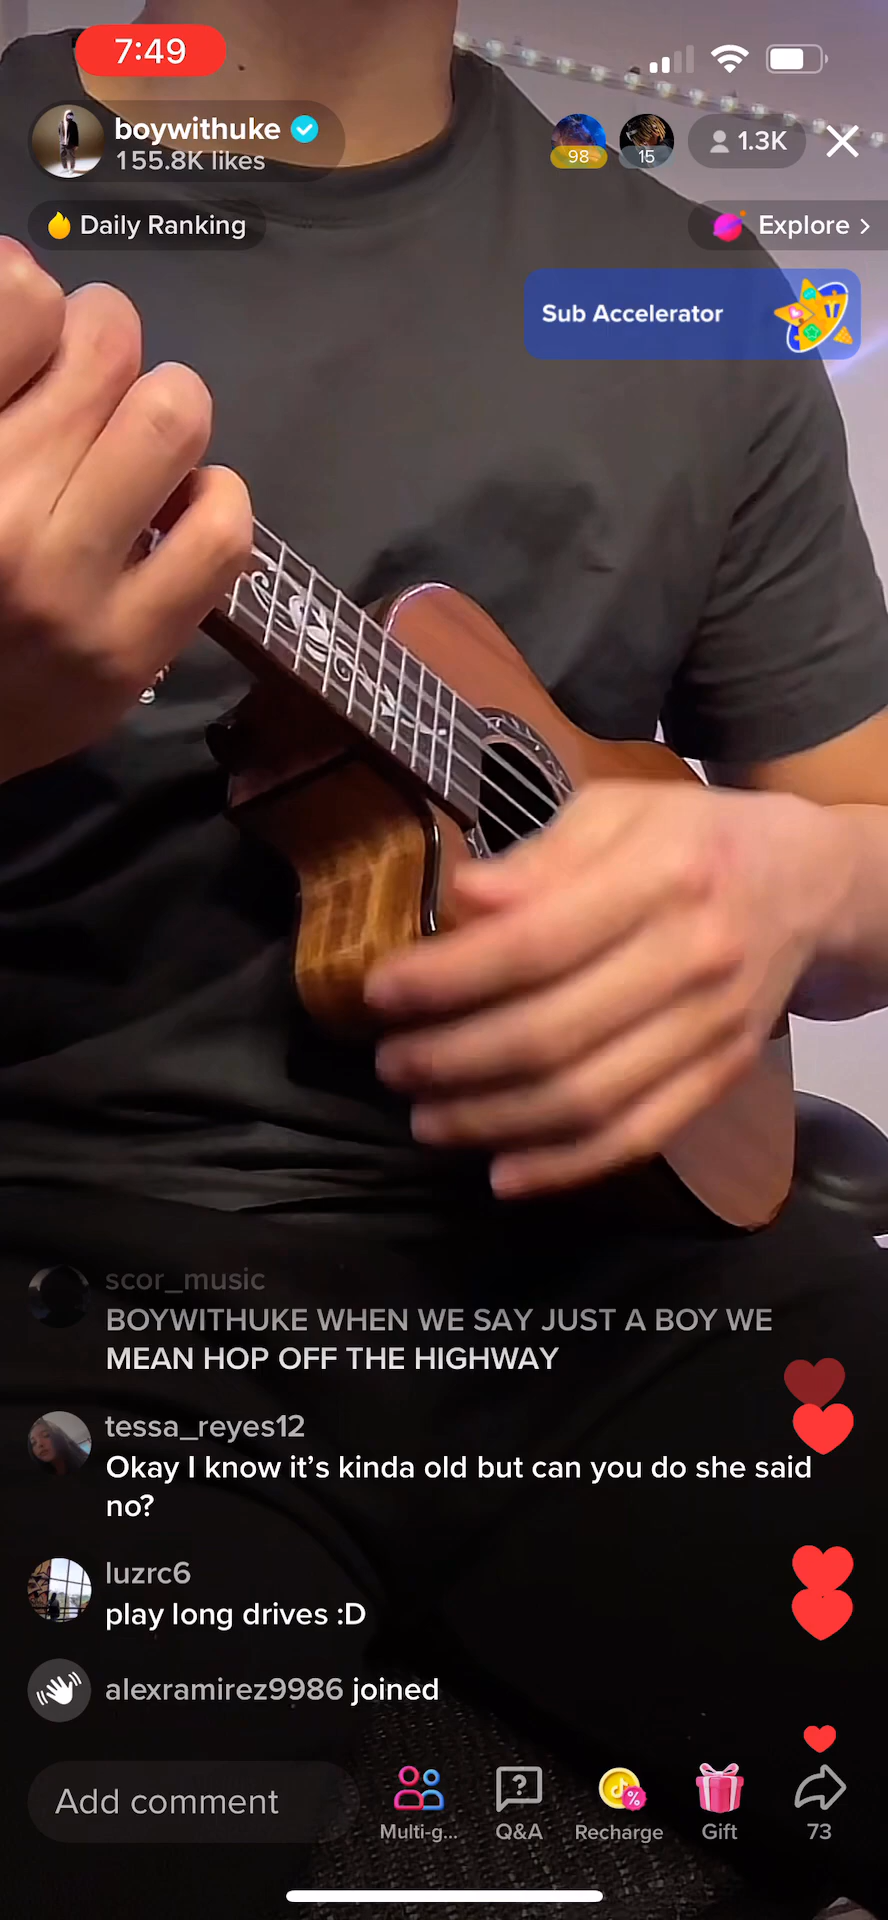 7:49
boywithuke
155.8K likes
98
15
1.3K
Daily Ranking
Explore >
Sub Accelerator
scor_music
BOYWITHUKE WHEN WE SAY JUST A BOY WE
MEAN HOP OFF THE HIGHWAY
tessa_reyes12
Okay I know it’s kinda old but can you do she said
no?
luzrc6
play long drives :D
alexramirez9986 joined
Add comment
Multi-g...
Q&A
Recharge
Gift
73